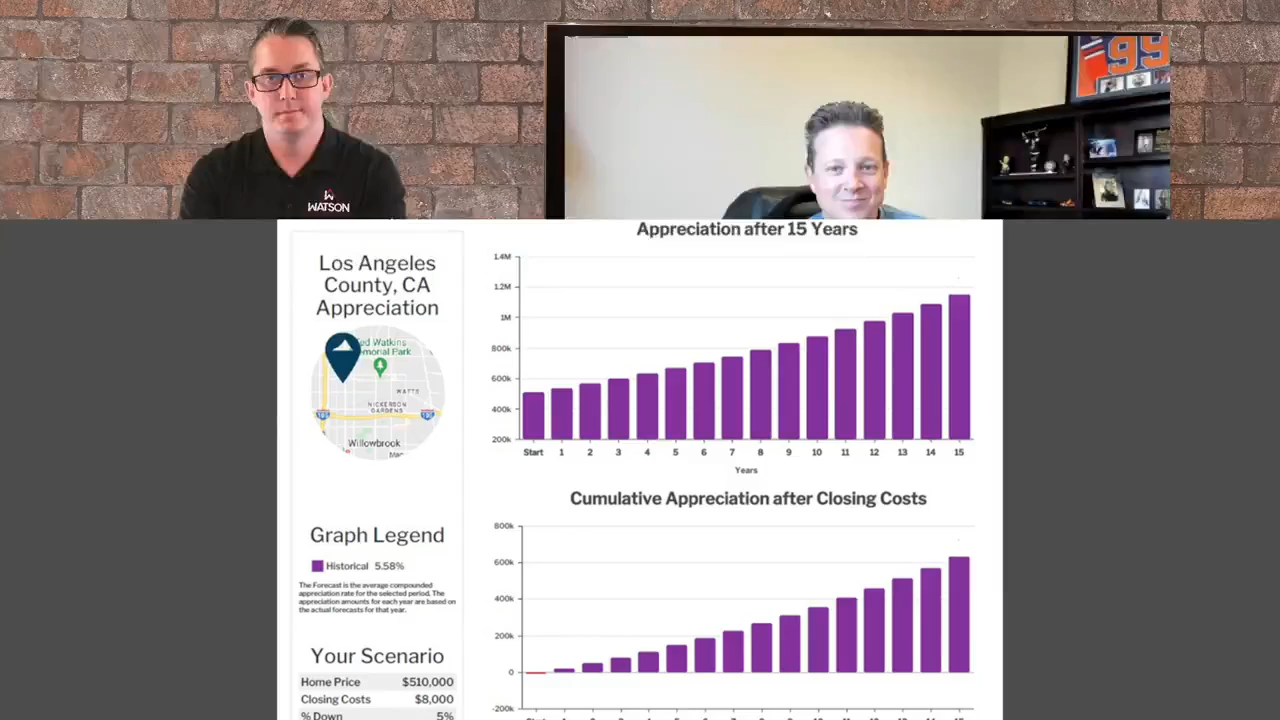 99
WATSON
Appreciation after 15 Years
Los Angeles
County, CA
Appreciation
Ted Watkins
Memorial Park
WATTS
NICKERSON
GARDENS
Willowbrook
1.4M
1.2M
1M
800k
600k
400k
200k
Start 1 2 3 4 5 6 7 8 9 10 11 12 13 14 15
Years
Cumulative Appreciation after Closing Costs
800k
600k
400k
200k
0
-200k
Graph Legend
Historical 5.58%
The Forecast is the average compounded
appreciation rate for the selected period. The
appreciation amounts for each year are based on
the actual forecasts for that year.
Your Scenario
Home Price $510,000
Closing Costs $8,000
% Down 5%